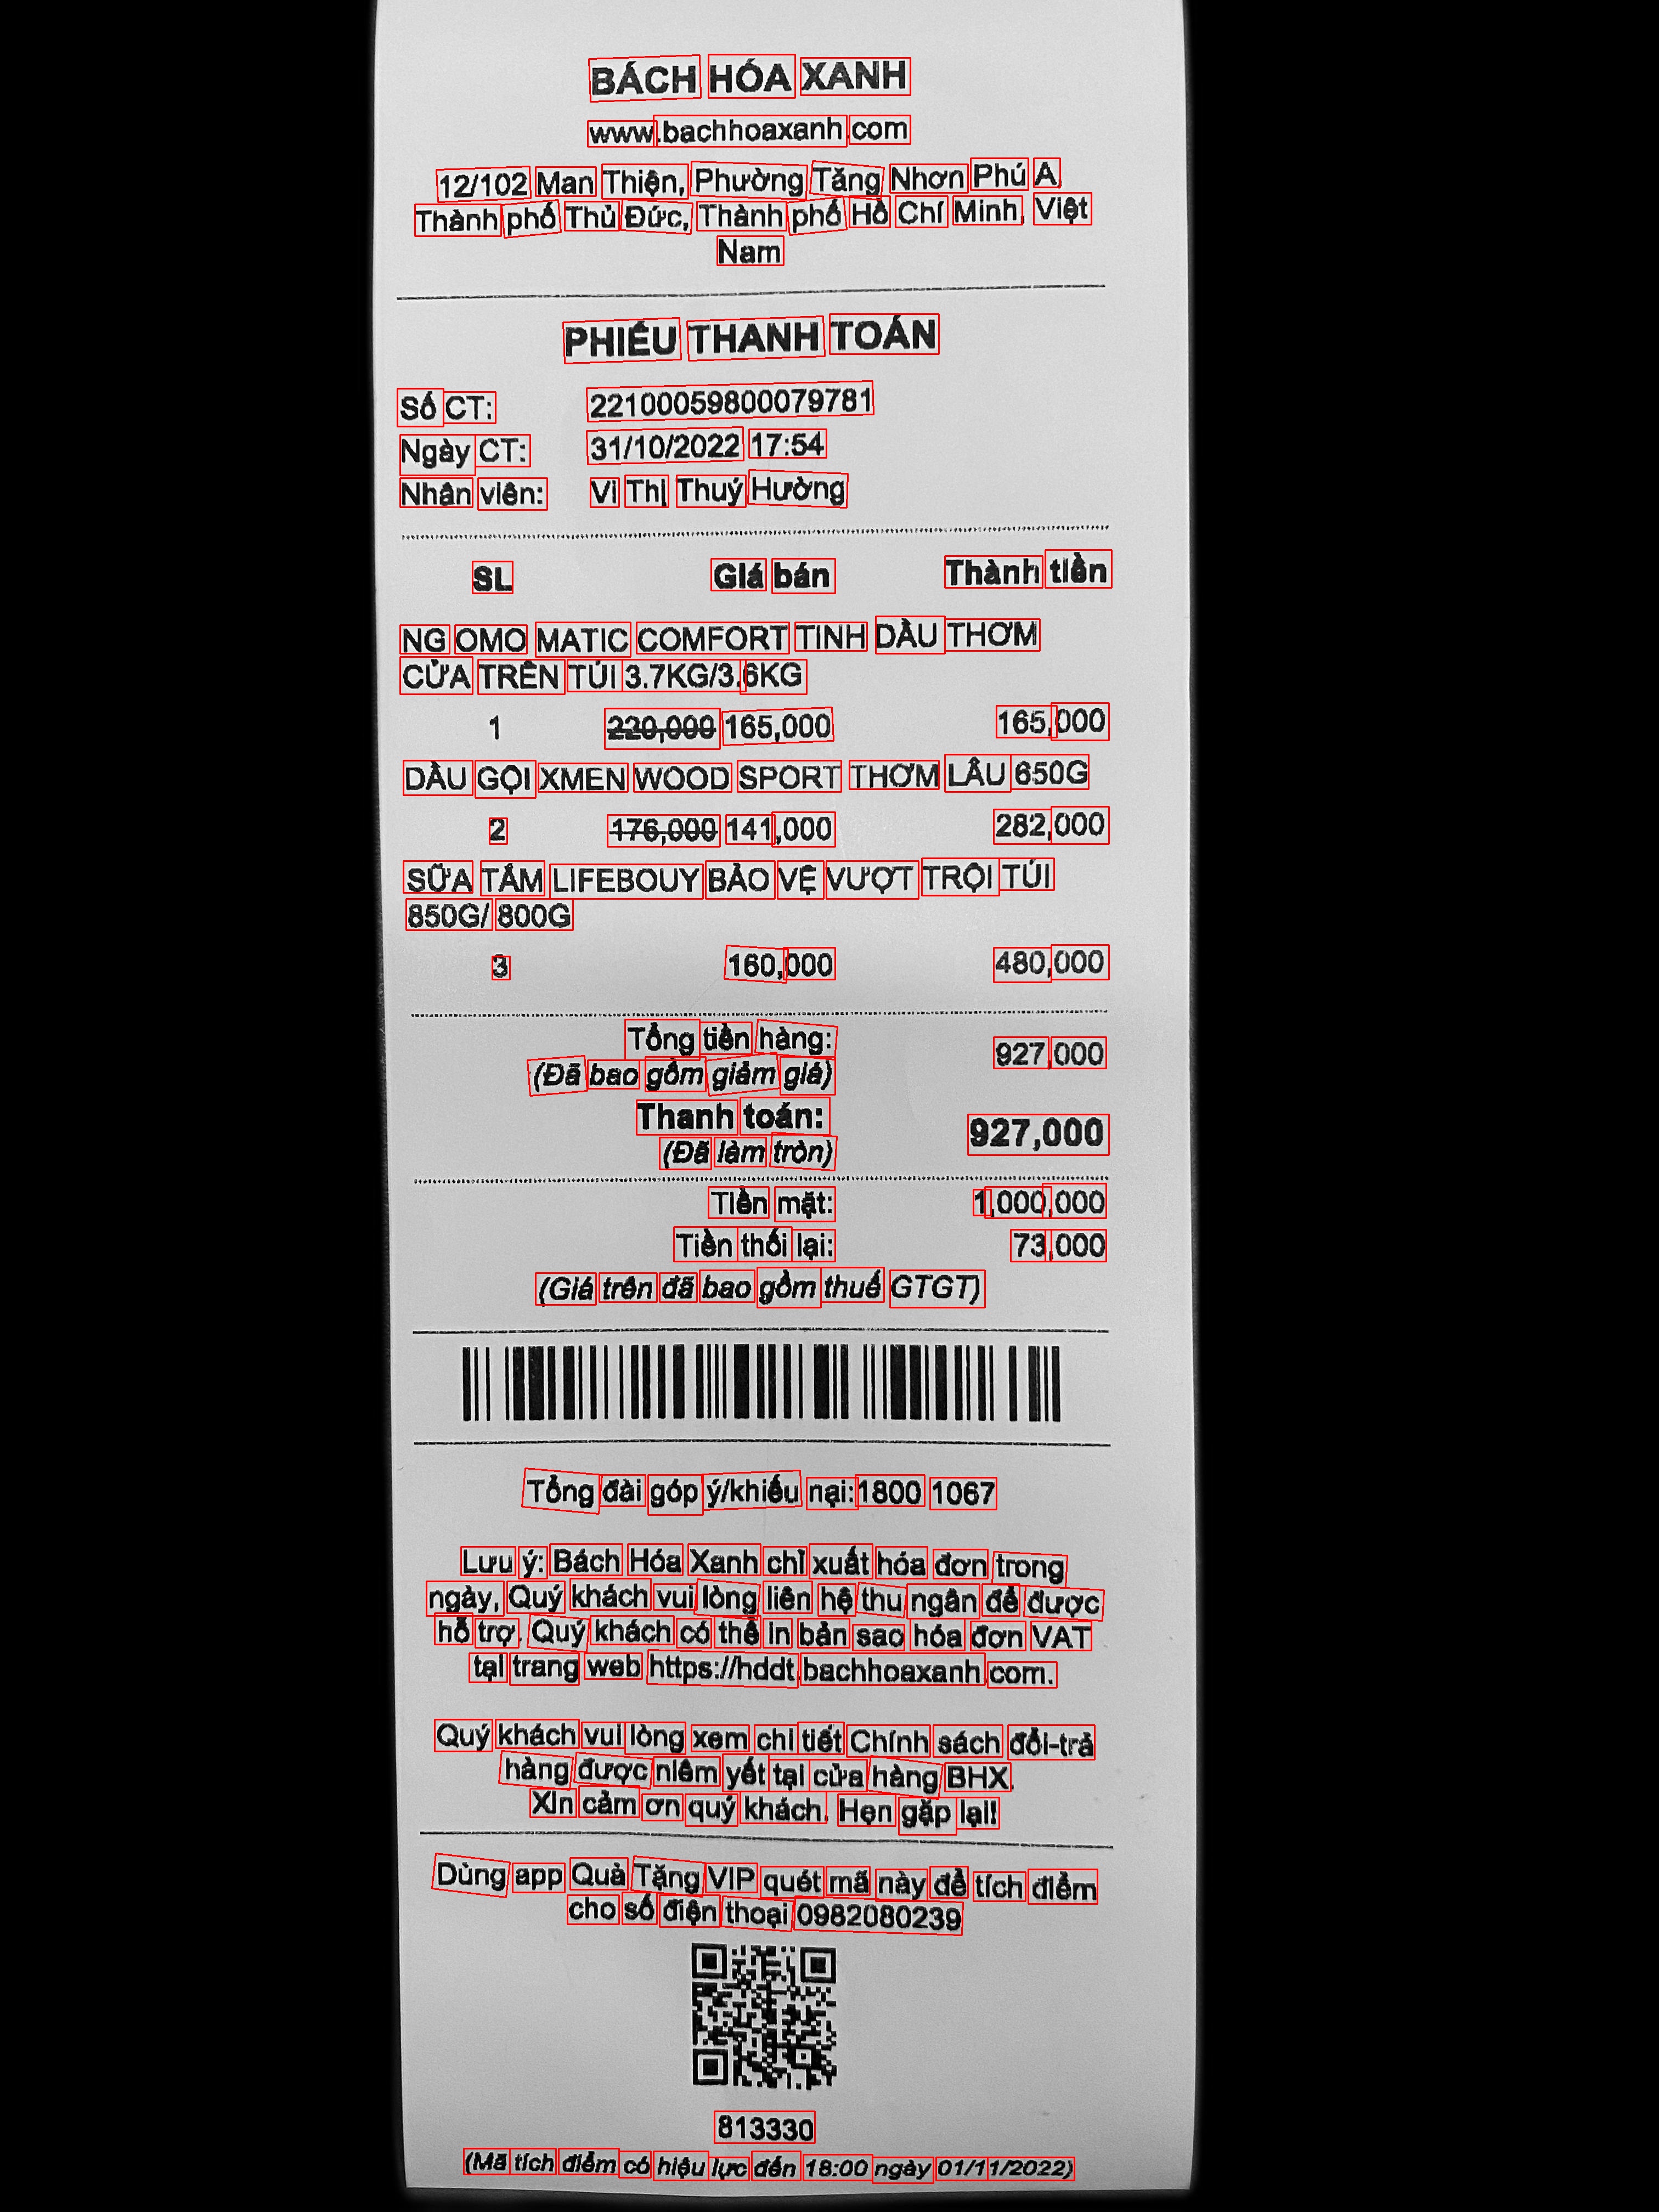 BÁCH HÓA XANH
www.bachhoaxanh.com
12/102 Man Thiện, Phường Tăng Nhơn Phú A,
Thành phố Thủ Đức, Thành phố Hồ Chí Minh, Việt
Nam
PHIẾU THANH TOÁN
Số CT: 22100059800079781
Ngày CT: 31/10/2022 17:54
Nhân viên: Vi Thị Thuý Hường
SL Giá bán Thành tiền
NG OMO MATIC COMFORT TINH DẦU THƠM
CỬA TRÊN TÚI 3.7KG/3.6KG
1 220,000 165,000 165,000
DẦU GỌI XMEN WOOD SPORT THƠM LÂU 650G
2 176,000 141,000 282,000
SỮA TẮM LIFEBOUY BẢO VỆ VƯỢT TRỘI TÚI
850G/ 800G
3 160,000 480,000
Tổng tiền hàng: 927,000
(Đã bao gồm giảm giá)
Thanh toán: 927,000
(Đã làm tròn)
Tiền mặt: 1,000,000
Tiền thối lại: 73,000
(Giá trên đã bao gồm thuế GTGT)
Tổng đài góp ý/khiếu nại:1800 1067
Lưu ý: Bách Hóa Xanh chỉ xuất hóa đơn trong
ngày, Quý khách vui lòng liên hệ thu ngân để được
hỗ trợ. Quý khách có thể in bản sao hóa đơn VAT
tại trang web https://hddt.bachhoaxanh.com.
Quý khách vui lòng xem chi tiết Chính sách đổi-trả
hàng được niêm yết tại cửa hàng BHX.
Xin cảm ơn quý khách. Hẹn gặp lại!
Dùng app Quà Tặng VIP quét mã này để tích điểm
cho số điện thoại 0982080239
813330
(Mã tích điểm có hiệu lực đến 18:00 ngày 01/11/2022)